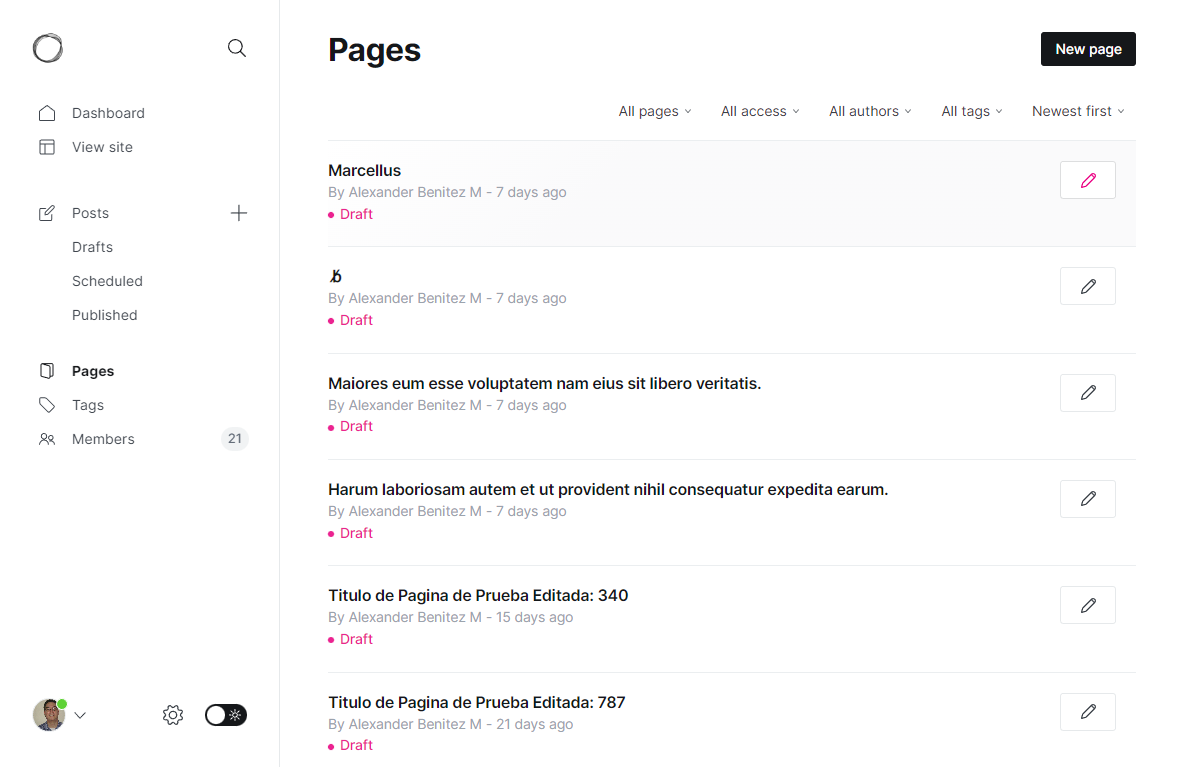 Pages
New page
Dashboard
View site
Posts
Drafts
Scheduled
Published
Pages
Tags
Members 21
All pages All access All authors All tags Newest first
Marcellus
By Alexander Benitez M - 7 days ago
Draft
By Alexander Benitez M - 7 days ago
Draft
Maiores eum esse voluptatem nam eius sit libero veritatis.
By Alexander Benitez M - 7 days ago
Draft
Harum laboriosam autem et ut provident nihil consequatur expedita earum.
By Alexander Benitez M - 7 days ago
Draft
Titulo de Pagina de Prueba Editada: 340
By Alexander Benitez M - 15 days ago
Draft
Titulo de Pagina de Prueba Editada: 787
By Alexander Benitez M - 21 days ago
Draft